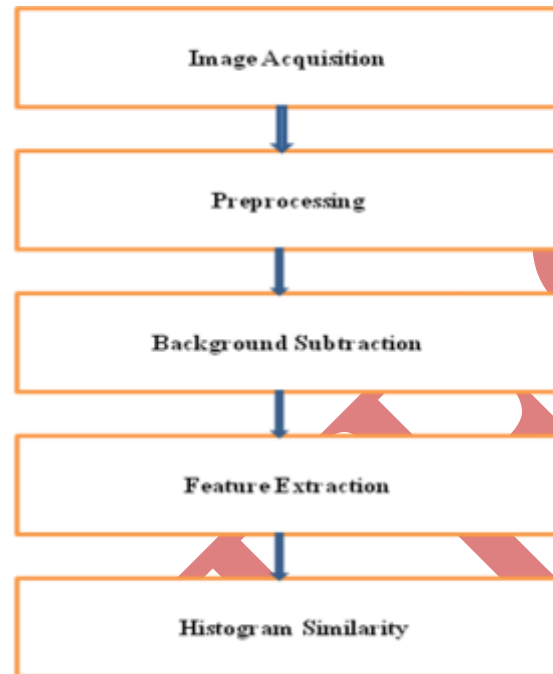 Image Acquisition
Preprocessing
Background Subtraction
Feature Extraction
Histogram Similarity